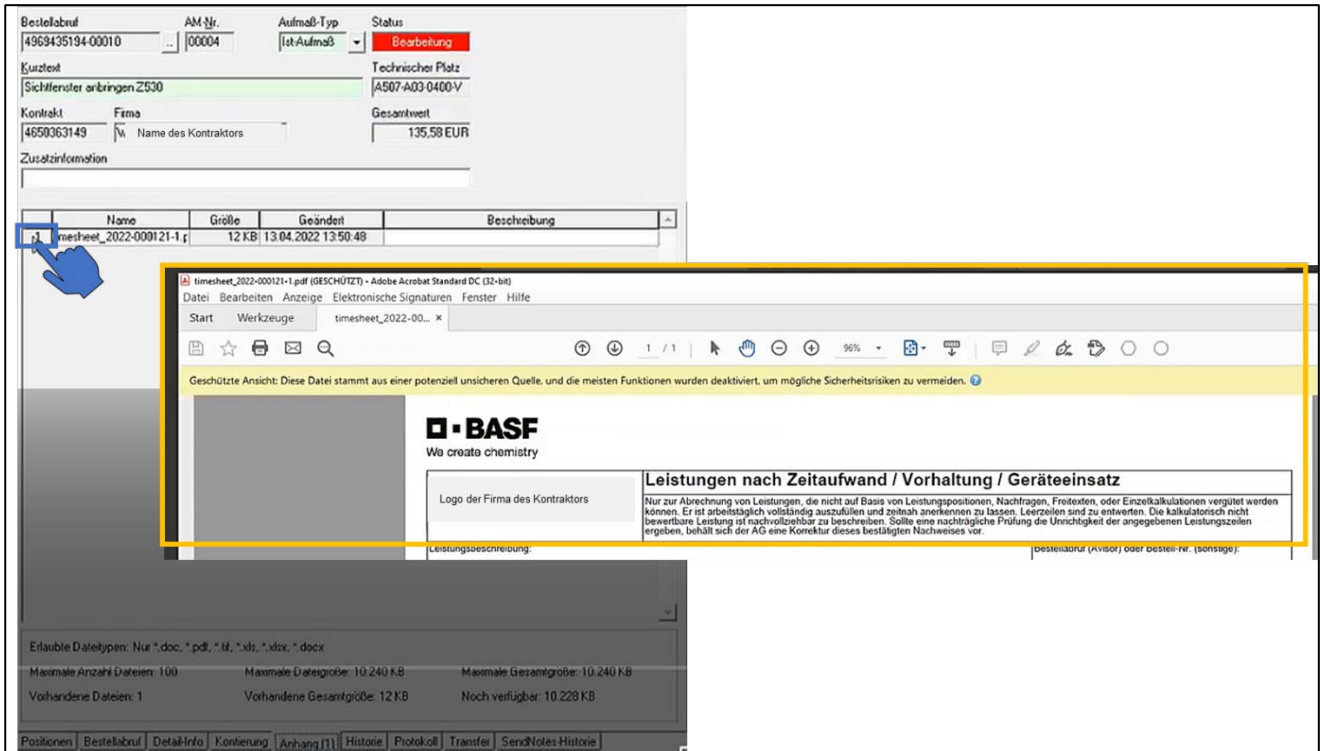 Bestellabruf AM-Nr. Aufmaß-Typ Status
4969435194-00010 .. 00004 Ist-Aufmaß Bearbeitung
Kurztext Technischer Platz
Sichtfenster anbringen Z530 A507-A03-0400-V
Kontrakt Firma Gesamtwert
4650363149 Name des Kontraktors 135,58 EUR
Zusatzinformation
Name Größe Geändert Beschreibung
1 mesheet_2022-000121-1.p 12 KB 13.04.2022 13:50:48
timesheet_2022-000121-1.pdf (GESCHÜTZT) - Adobe Acrobat Standard DC (32-bit)
Datei Bearbeiten Anzeige Elektronische Signaturen Fenster Hilfe
Start Werkzeuge timesheet_2022-00... ×
1 / 1 96%
Geschützte Ansicht: Diese Datei stammt aus einer potenziell unsicheren Quelle, und die meisten Funktionen wurden deaktiviert, um mögliche Sicherheitsrisiken zu vermeiden.
BASF
We create chemistry
Logo der Firma des Kontraktors
Leistungen nach Zeitaufwand / Vorhaltung / Geräteeinsatz
Nur zur Abrechnung von Leistungen, die nicht auf Basis von Leistungspositionen, Nachfragen, Freitexten, oder Einzelkalkulationen vergütet werden
können. Er ist arbeitstäglich vollständig auszufüllen und zeitnah anerkennen zu lassen. Leerzeilen sind zu entwerten. Die kalkulatorisch nicht
bewertbare Leistung ist nachvollziehbar zu beschreiben. Sollte eine nachträgliche Prüfung die Unrichtigkeit der angegebenen Leistungszeilen
ergeben, behält sich der AG eine Korrektur dieses bestätigten Nachweises vor.
Leistungsbeschreibung: Bestellabruf (Avisor) oder Bestell-Nr. (sonstige):
Erlaubte Dateitypen: Nur *.doc, *.pdf, *.tif, *.xls, *.xlsx, *.docx
Maximale Anzahl Dateien: 100 Maximale Dateigröße: 10.240 KB Maximale Gesamtgröße: 10.240 KB
Vorhandene Dateien: 1 Vorhandene Gesamtgröße: 12 KB Noch verfügbar: 10.228 KB
Positionen Bestellabruf Detail-Info Kontierung Anhang [1] Historie Protokoll Transfer SendNotes-Historie